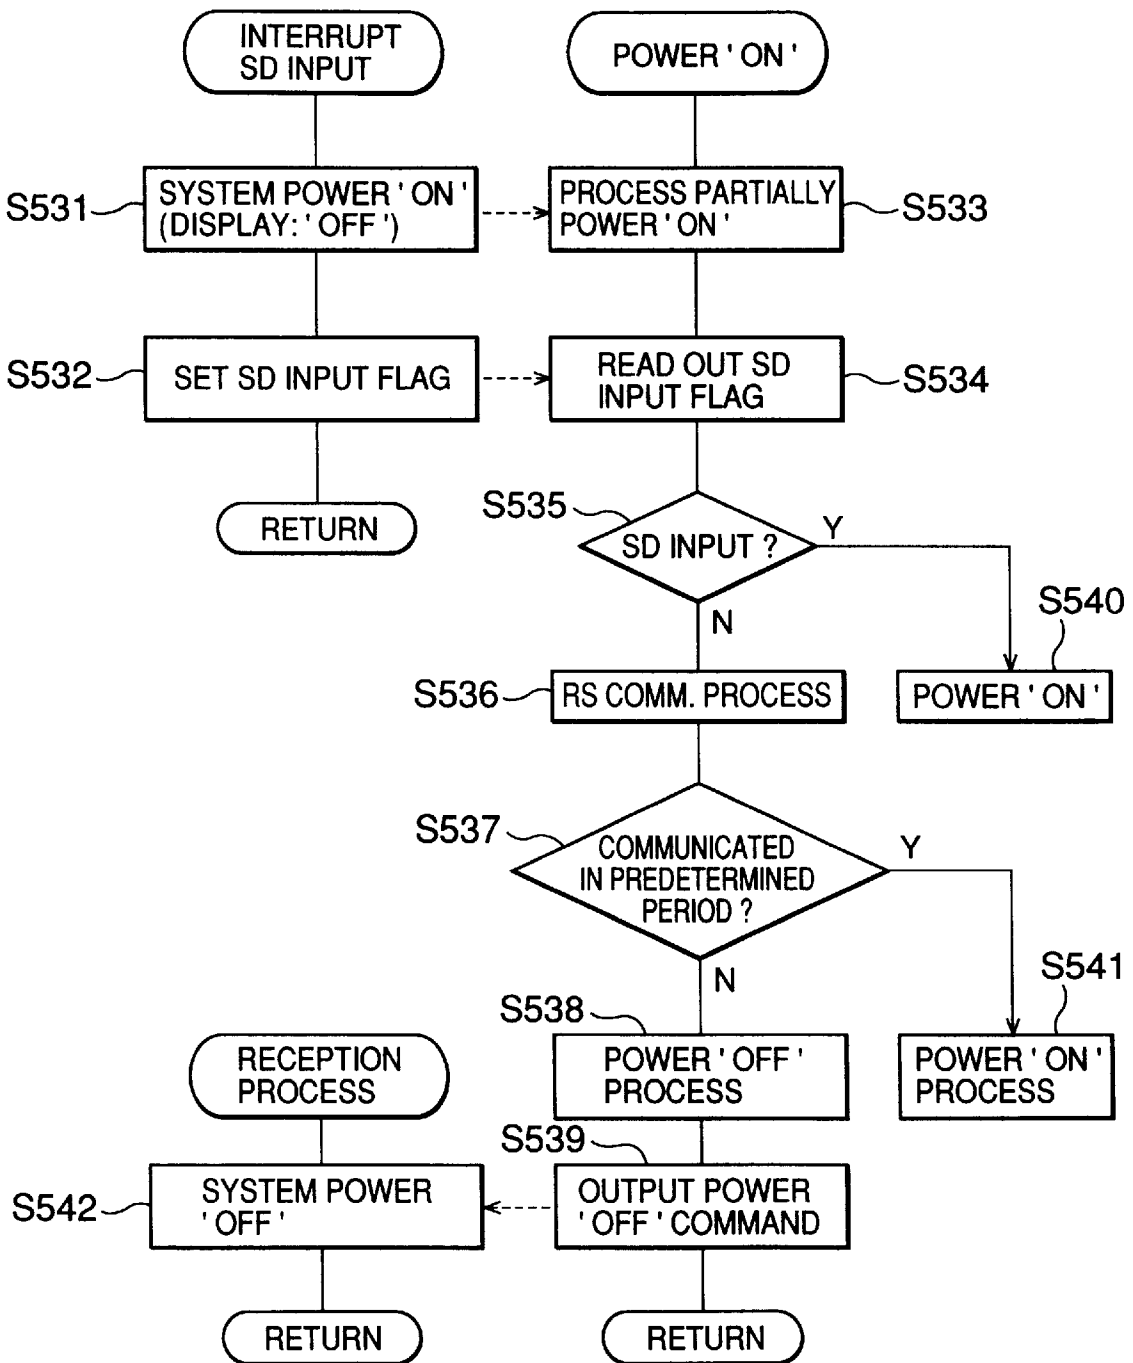 INTERRUPT
SD INPUT
POWER ' ON '
S531
SYSTEM POWER ' ON '
(DISPLAY: ' OFF ')
PROCESS PARTIALLY
POWER ' ON '
S533
S532
SET SD INPUT FLAG
READ OUT SD
INPUT FLAG
S534
RETURN
S535
SD INPUT ?
Y
N
S540
POWER ' ON '
S536
RS COMM. PROCESS
S537
COMMUNICATED
IN PREDETERMINED
PERIOD ?
Y
N
S541
POWER ' ON '
PROCESS
S538
POWER ' OFF '
PROCESS
RECEPTION
PROCESS
S539
OUTPUT POWER
' OFF ' COMMAND
S542
SYSTEM POWER
' OFF '
RETURN
RETURN